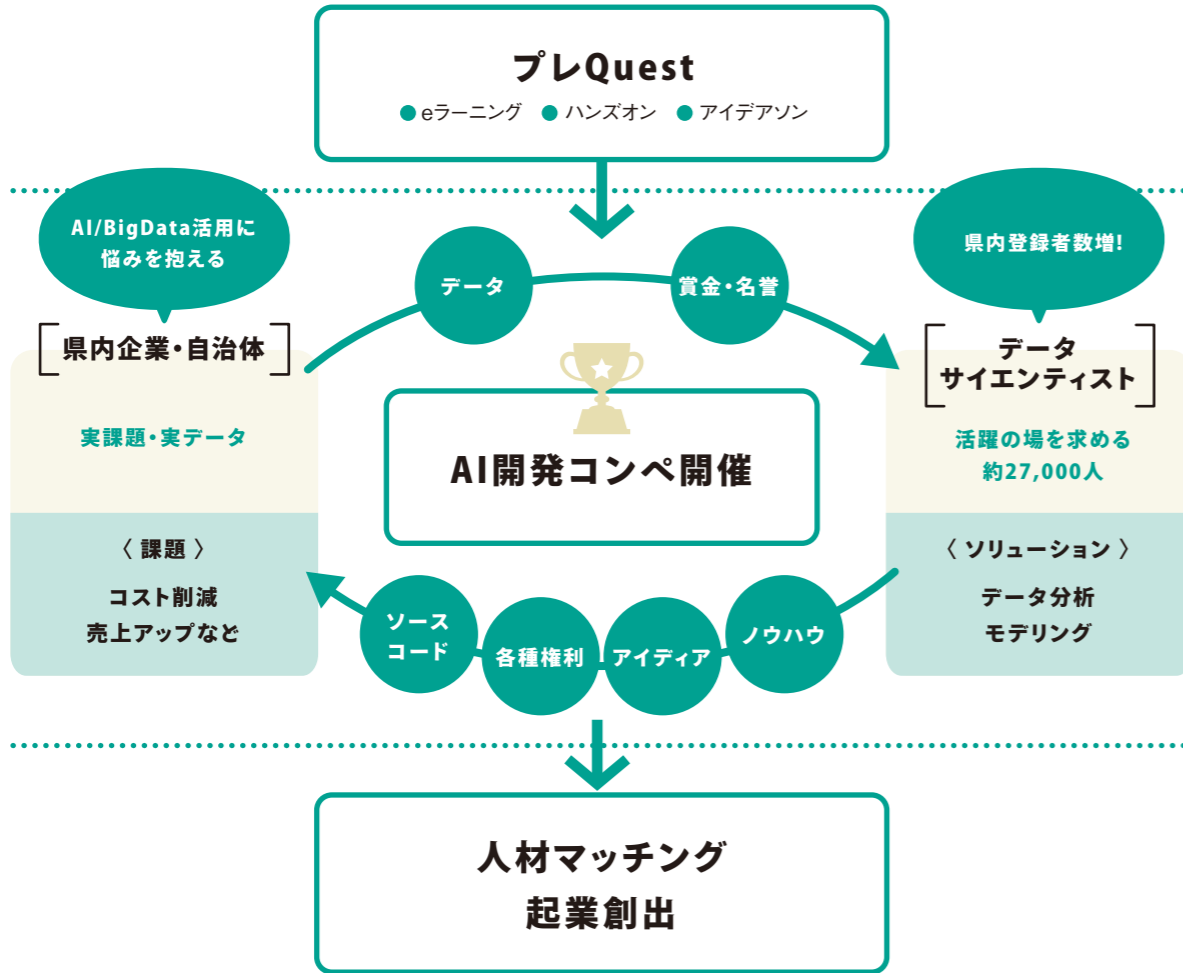 プレQuest
●eラーニング ●ハンズオン ●アイデアソン
AI/BigData活用に
悩みを抱える
県内登録者数増!
データ
賞金・名誉
[県内企業・自治体]
実課題・実データ
〈 課題 〉
コスト削減
売上アップなど
AI開発コンペ開催
[データ
サイエンティスト]
活躍の場を求める
約27,000人
〈 ソリューション 〉
データ分析
モデリング
ソース
コード
各種権利
アイディア
ノウハウ
人材マッチング
起業創出